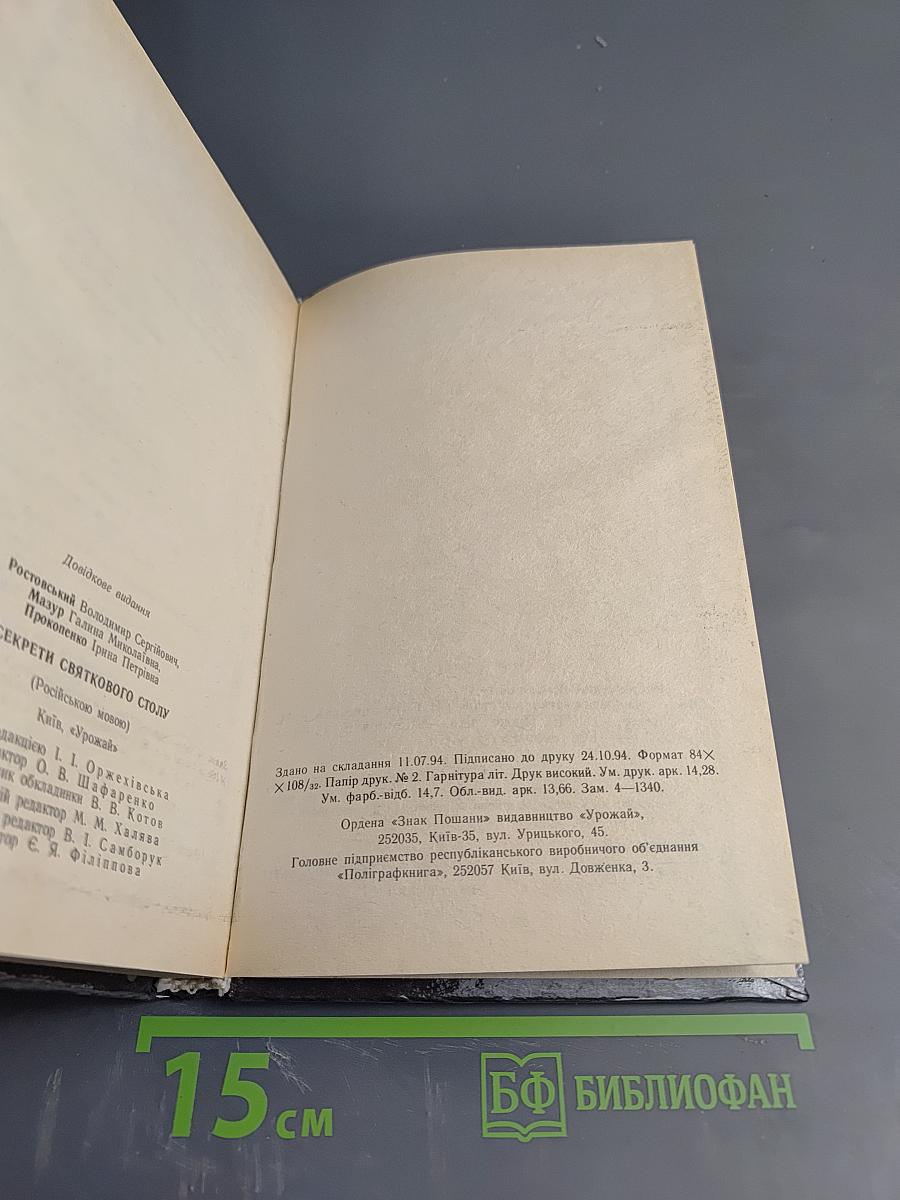 Довідкове видання
Ростовський Володимир Сергійович,
Мазур Галина Миколаївна,
Прокопенко Ірина Петрівна
СЕКРЕТИ СВЯТКОВОГО СТОЛУ
(Російською мовою)
Київ, «Урожай»
І. І. Оржехівська
О. В. Шафаренко
обкладинки В. В. Котов
редактор М. М. Халява
редактор В. І. Самборук
Є. Я. Філіппова
Здано на складання 11.07.94. Підписано до друку 24.10.94. Формат 84×
×108/32. Папір друк. № 2. Гарнітура літ. Друк високий. Ум. друк. арк. 14,28.
Ум. фарб.-відб. 14,7. Обл.-вид. арк. 13,66. Зам. 4—1340.
Ордена «Знак Пошани» видавництво «Урожай»,
252035, Київ-35, вул. Урицького, 45.
Головне підприємство республіканського виробничого об'єднання
«Поліграфкнига», 252057 Київ, вул. Довженка, 3.
15 см
БФ БИБЛИОФАН